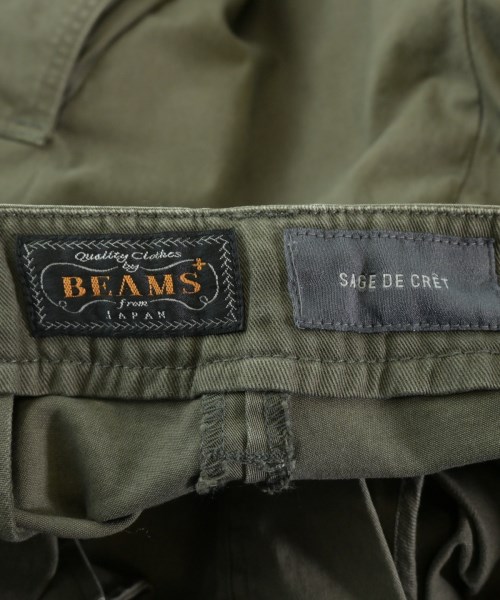 Quality Clothes
by
BEAMS+
from
JAPAN
SAGE DE CRÊT